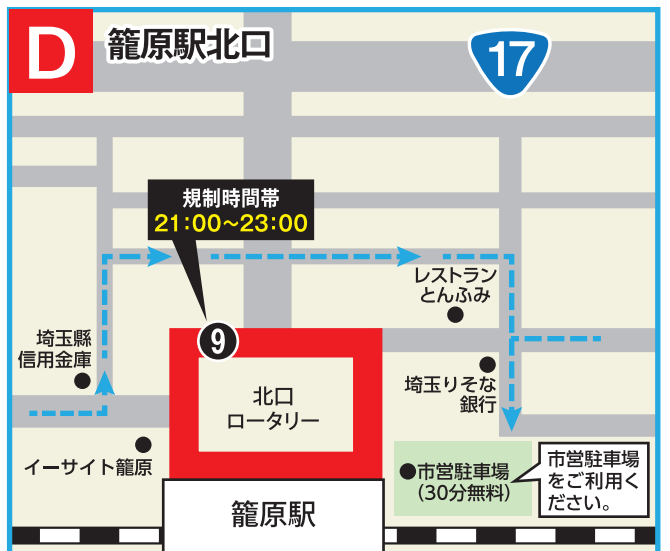 D 籠原駅北口
17
規制時間帯
21:00〜23:00
レストラン
とんふみ
9
埼玉縣
信用金庫
北口
ロータリー
埼玉りそな
銀行
イーサイト籠原
市営駐車場
(30分無料)
市営駐車場
をご利用く
ださい。
籠原駅